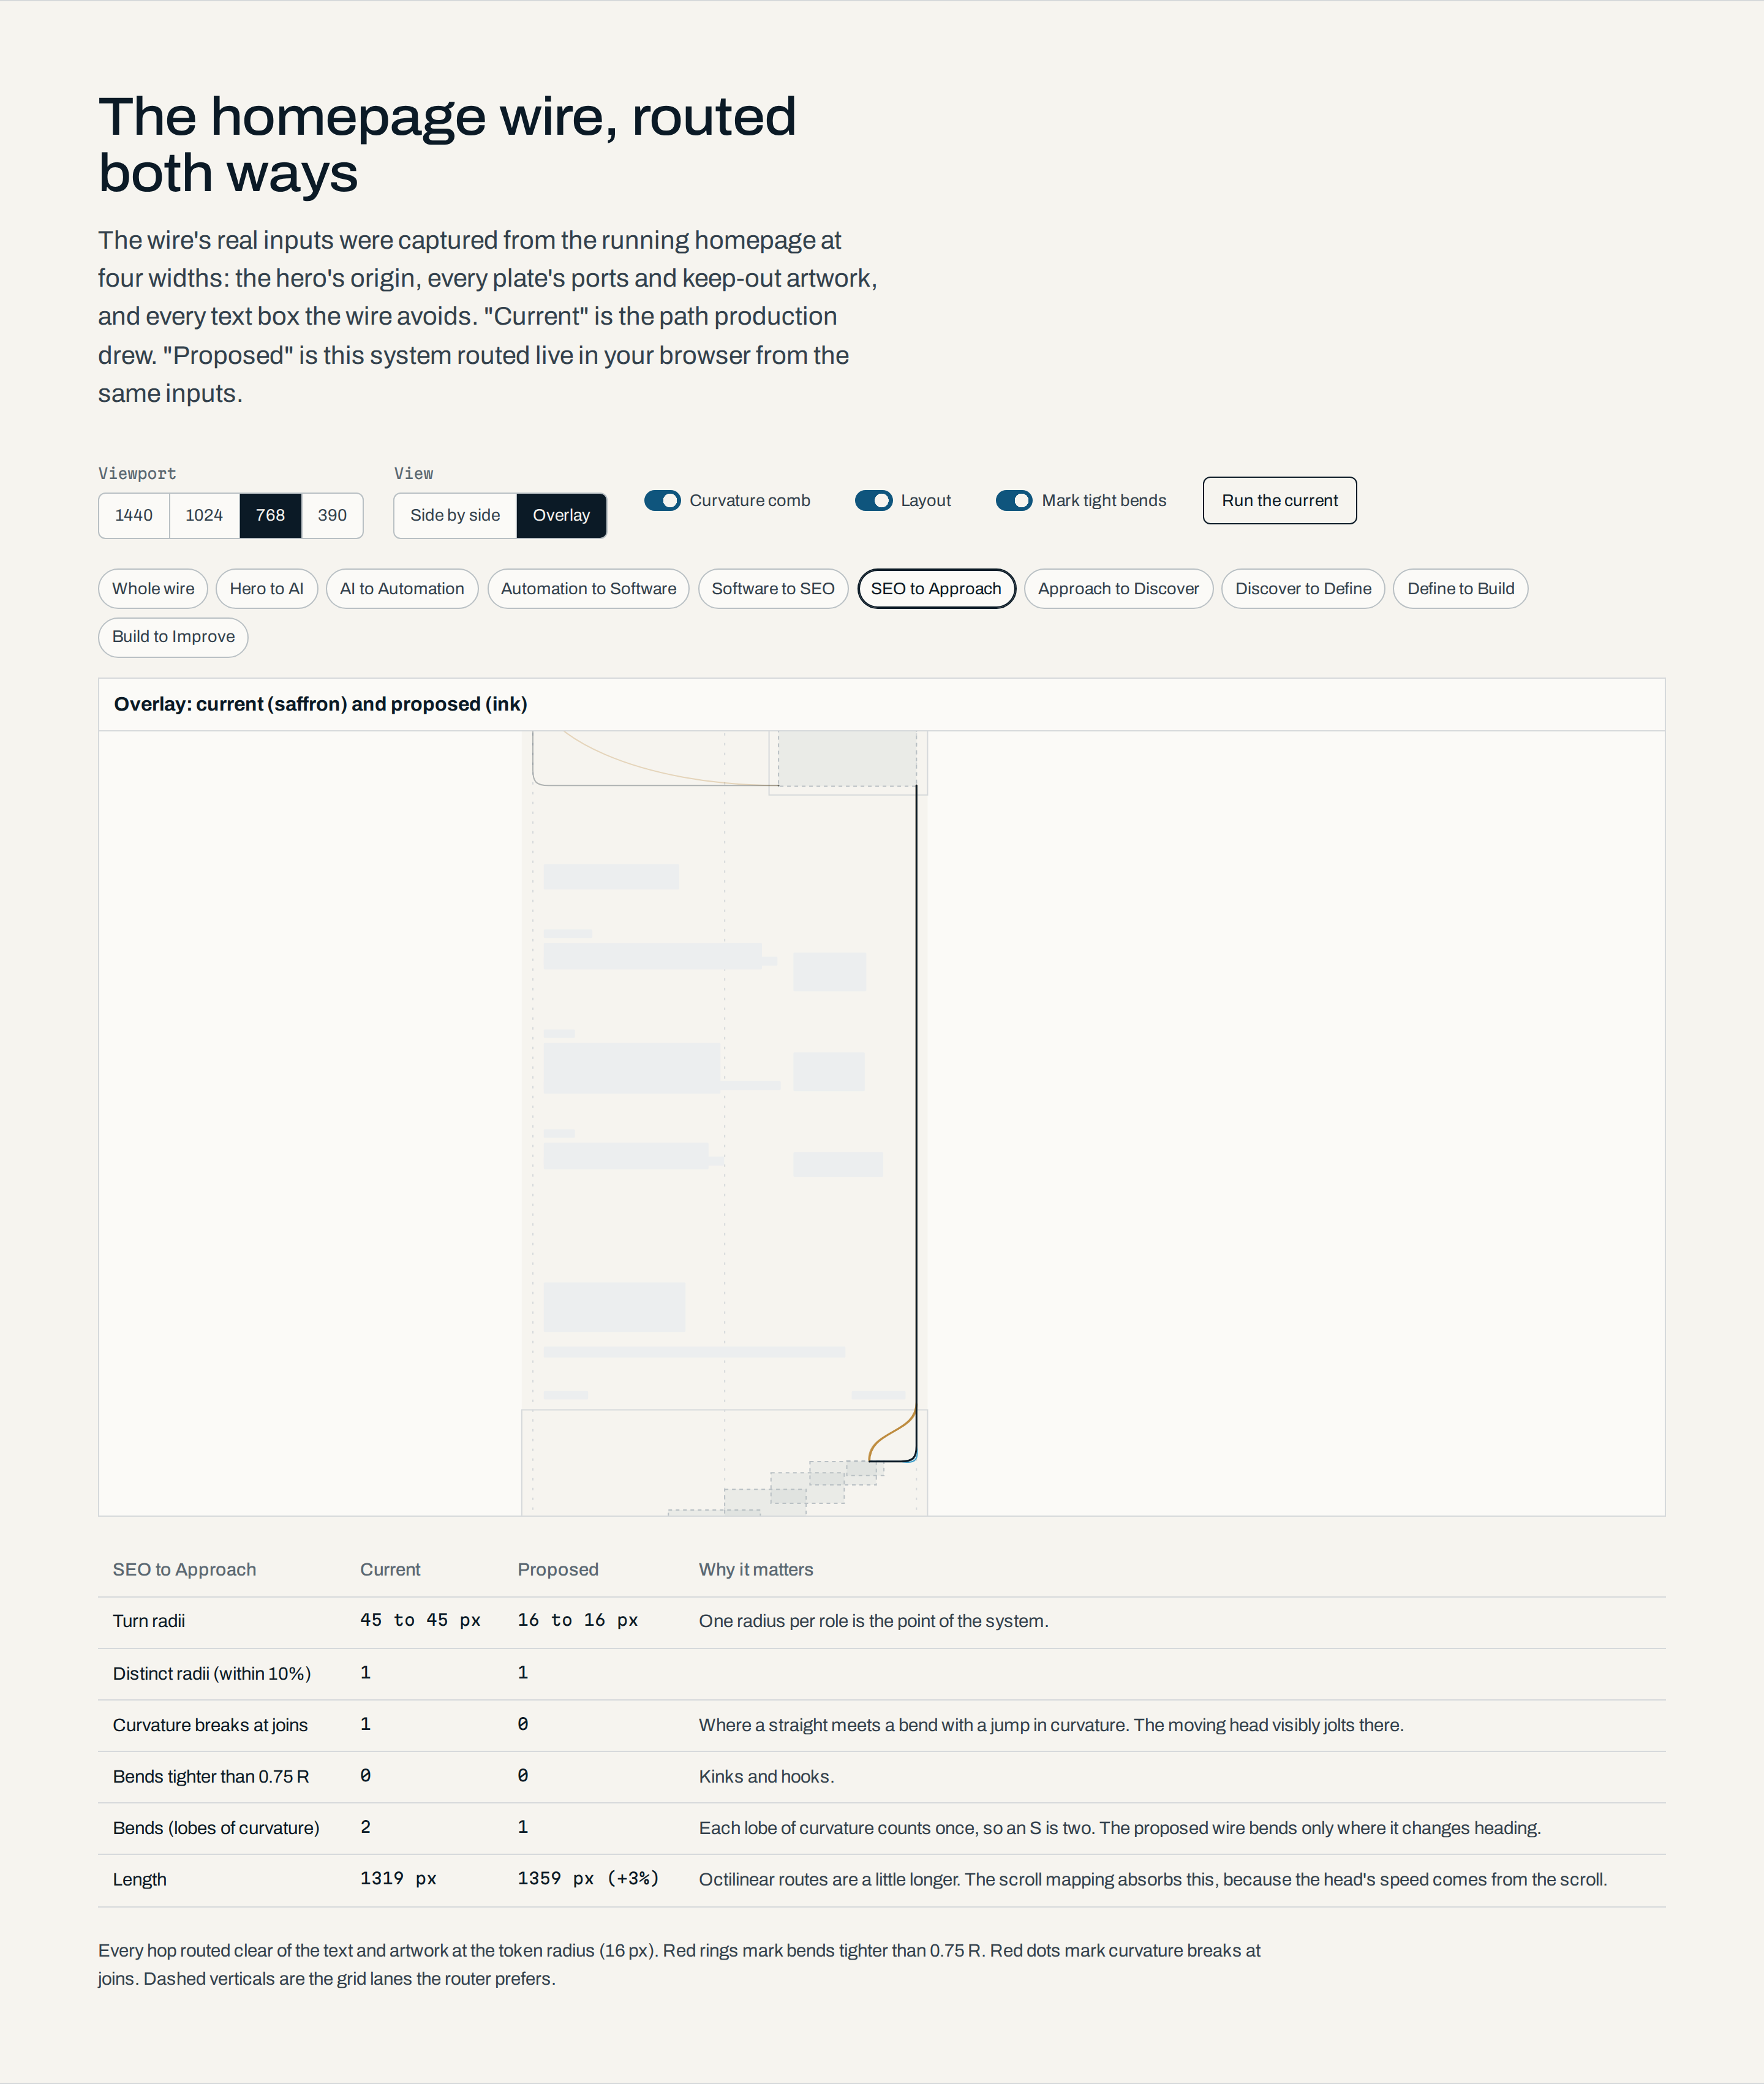 The homepage wire, routed
both ways
The wire's real inputs were captured from the running homepage at
four widths: the hero's origin, every plate's ports and keep-out artwork,
and every text box the wire avoids. "Current" is the path production
drew. "Proposed" is this system routed live in your browser from the
same inputs.
Viewport
View
1440 1024 768 390
Side by side Overlay
Curvature comb
Layout
Mark tight bends
Run the current
Whole wire Hero to AI AI to Automation Automation to Software Software to SEO SEO to Approach Approach to Discover Discover to Define Define to Build
Build to Improve
Overlay: current (saffron) and proposed (ink)
SEO to Approach Current Proposed Why it matters
Turn radii 45 to 45 px 16 to 16 px One radius per role is the point of the system.
Distinct radii (within 10%) 1 1
Curvature breaks at joins 1 0 Where a straight meets a bend with a jump in curvature. The moving head visibly jolts there.
Bends tighter than 0.75 R 0 0 Kinks and hooks.
Bends (lobes of curvature) 2 1 Each lobe of curvature counts once, so an S is two. The proposed wire bends only where it changes heading.
Length 1319 px 1359 px (+3%) Octilinear routes are a little longer. The scroll mapping absorbs this, because the head's speed comes from the scroll.
Every hop routed clear of the text and artwork at the token radius (16 px). Red rings mark bends tighter than 0.75 R. Red dots mark curvature breaks at
joins. Dashed verticals are the grid lanes the router prefers.